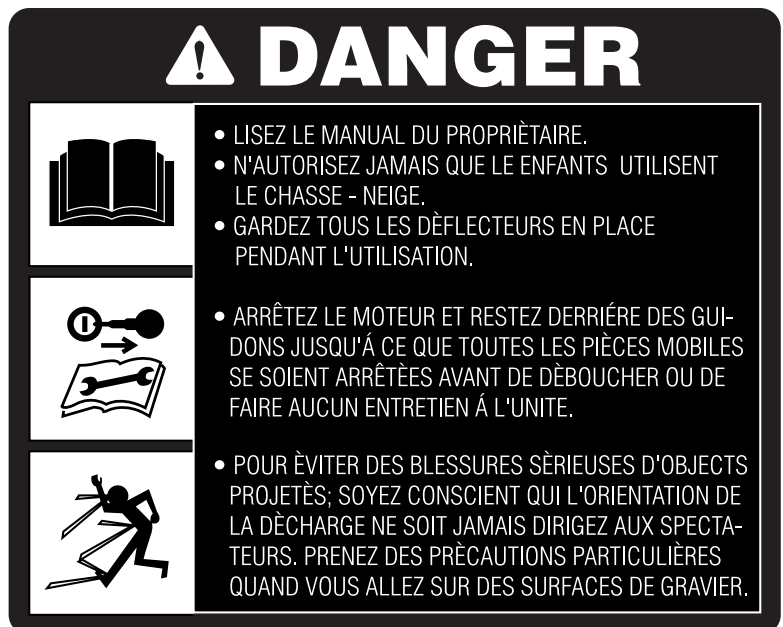 DANGER
• LISEZ LE MANUAL DU PROPRIÈTAIRE.
• N'AUTORISEZ JAMAIS QUE LE ENFANTS UTILISENT
LE CHASSE - NEIGE.
• GARDEZ TOUS LES DÈFLECTEURS EN PLACE
PENDANT L'UTILISATION.
• ARRÊTEZ LE MOTEUR ET RESTEZ DERRIÉRE DES GUI-
DONS JUSQU'Á CE QUE TOUTES LES PIÈCES MOBILES
SE SOIENT ARRÊTÈES AVANT DE DÈBOUCHER OU DE
FAIRE AUCUN ENTRETIEN Á L'UNITE.
• POUR ÈVITER DES BLESSURES SÈRIEUSES D'OBJECTS
PROJETÈS; SOYEZ CONSCIENT QUI L'ORIENTATION DE
LA DÈCHARGE NE SOIT JAMAIS DIRIGEZ AUX SPECTA-
TEURS. PRENEZ DES PRÈCAUTIONS PARTICULIÈRES
QUAND VOUS ALLEZ SUR DES SURFACES DE GRAVIER.